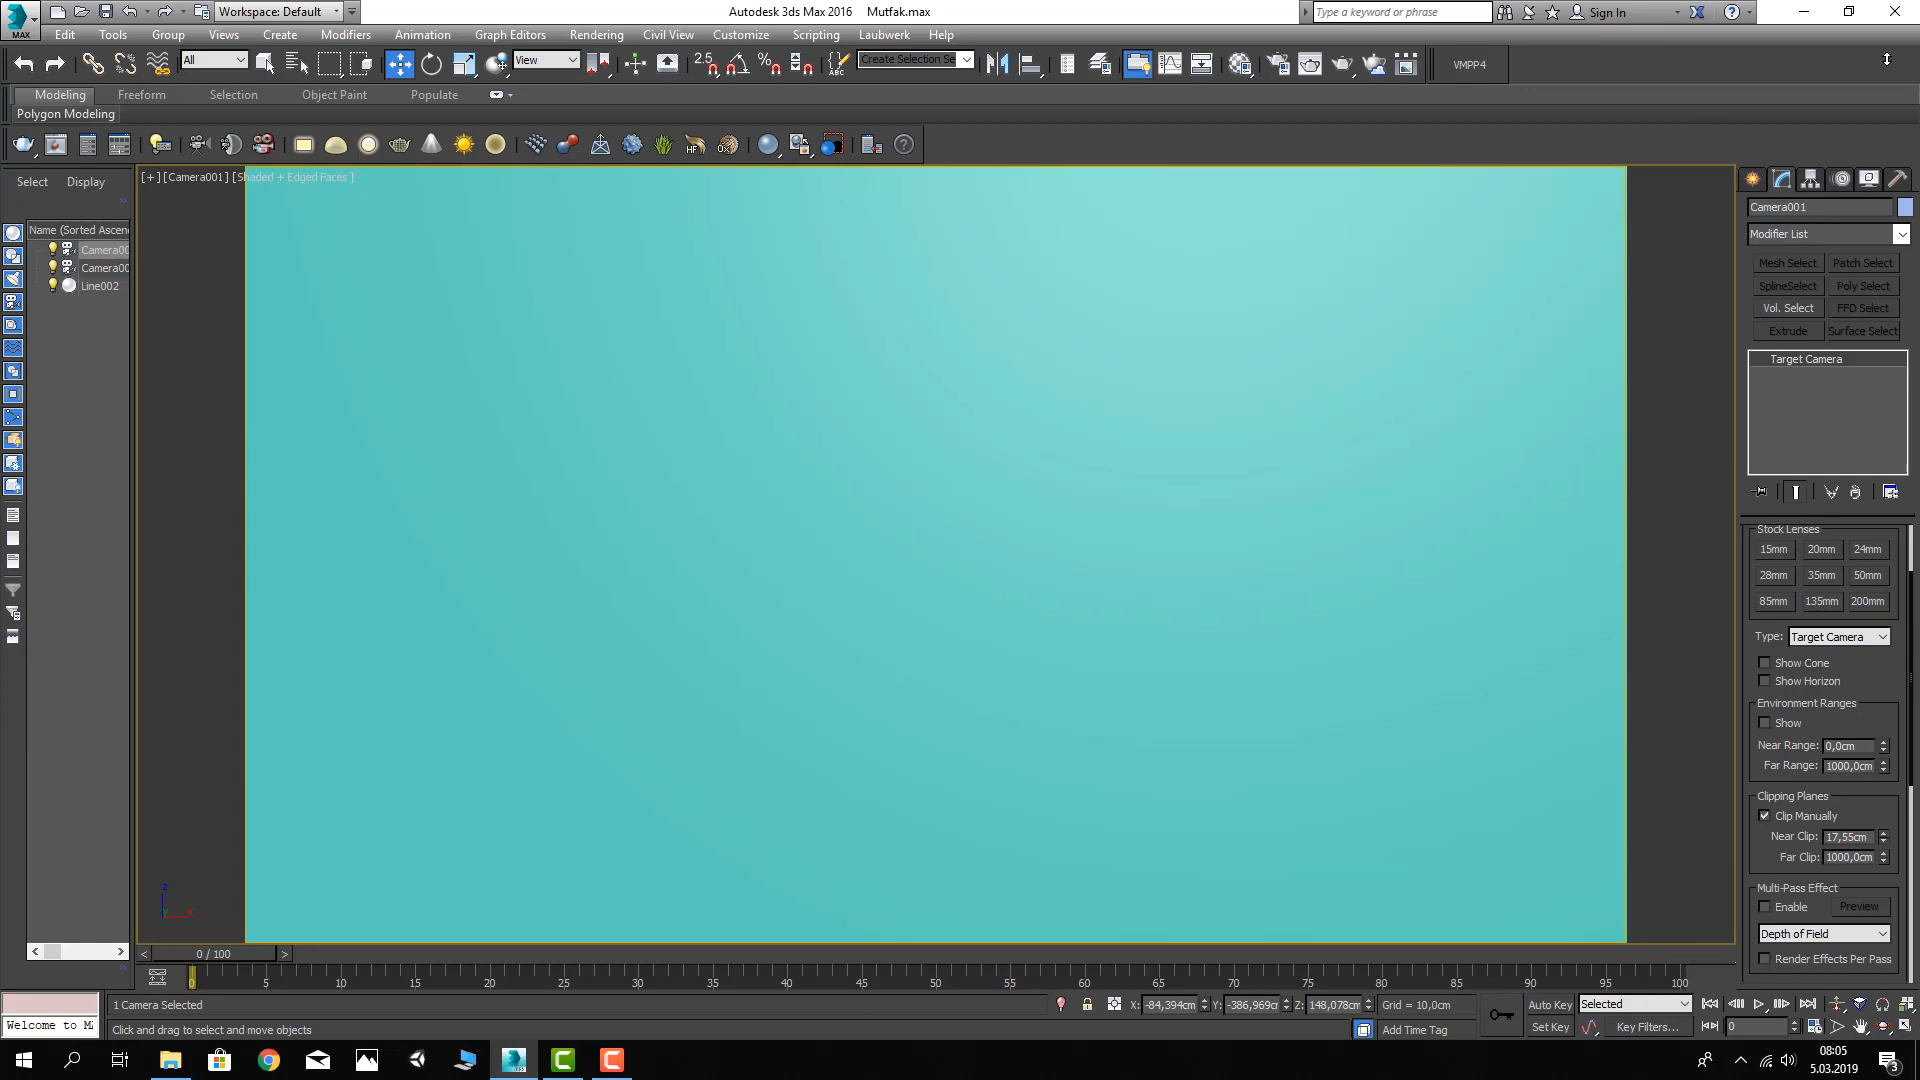 MAX
Workspace: Default
Autodesk 3ds Max 2016 Mutfak.max
Type a keyword or phrase
Sign In
Edit Tools Group Views Create Modifiers Animation Graph Editors Rendering Civil View Customize Scripting Laubwerk Help
All
View
2.5
ABC
Create Selection Se
VMPP4
Modeling Freeform Selection Object Paint Populate
Polygon Modeling
HF
[+] [Camera001] [Shaded + Edged Faces ]
Select Display
Name (Sorted Ascen
Camera00
Camera00
Line002
Camera001
Modifier List
Mesh Select Patch Select
SplineSelect Poly Select
Vol. Select FFD Select
Extrude Surface Select
Target Camera
Stock Lenses
15mm 20mm 24mm
28mm 35mm 50mm
85mm 135mm 200mm
Type: Target Camera
Show Cone
Show Horizon
Environment Ranges
Show
Near Range: 0,0cm
Far Range: 1000,0cm
Clipping Planes
Clip Manually
Near Clip: 17,55cm
Far Clip: 1000,0cm
Multi-Pass Effect
Enable Preview
Depth of Field
Render Effects Per Pass
z
x
< 0 / 100 >
0 5 10 15 20 25 30 35 40 45 50 55 60 65 70 75 80 85 90 95 100
1 Camera Selected
X: -84,394cm Y: -386,969cm Z: 148,078cm Grid = 10,0cm
Auto Key Selected
Welcome to M
Click and drag to select and move objects
Add Time Tag
Set Key Key Filters... 0
08:05
5.03.2019
3